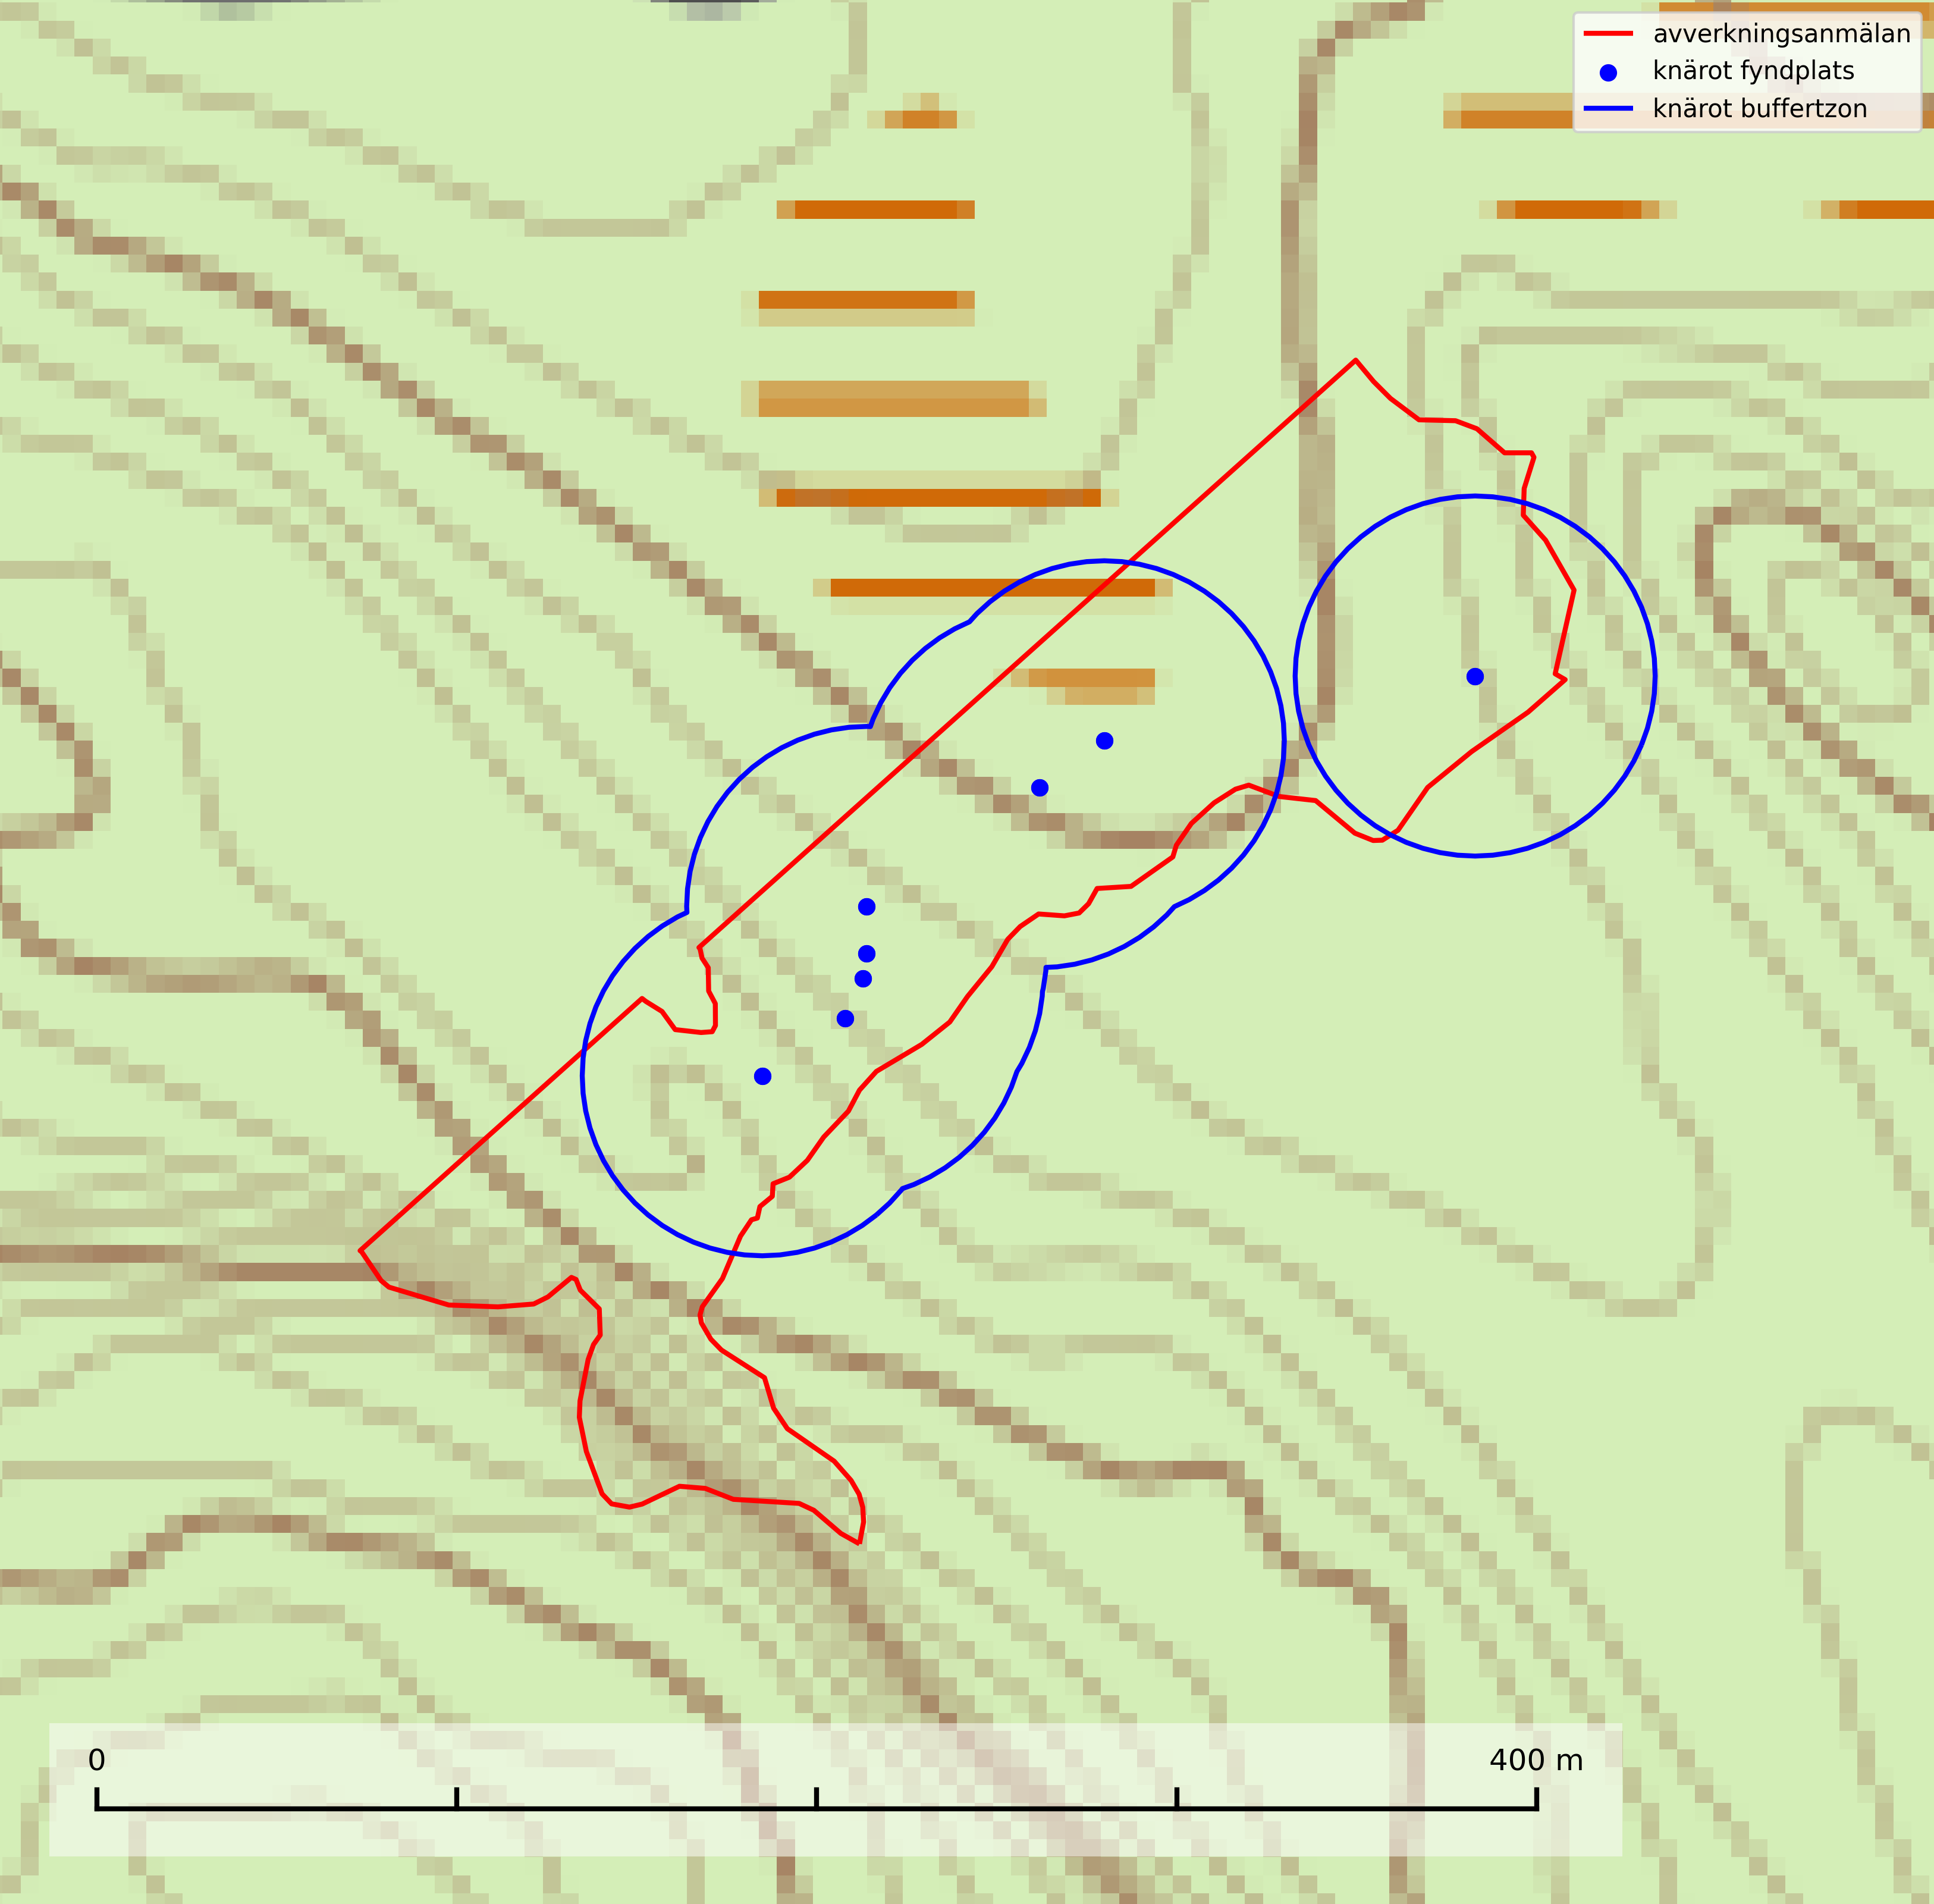 avverkningsanmälan
knärot fyndplats
knärot buffertzon
0 400 m